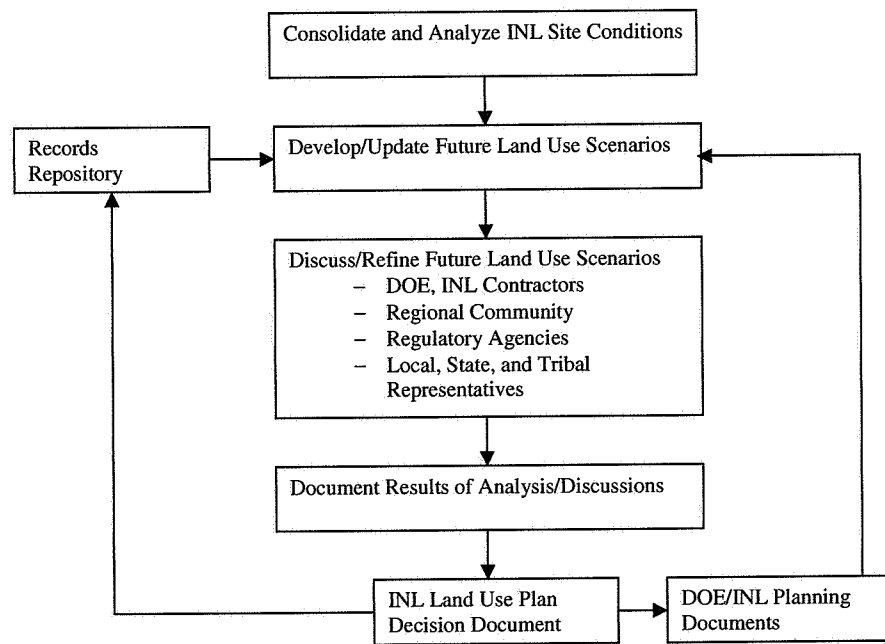 Consolidate and Analyze INL Site Conditions
Records
Repository
Develop/Update Future Land Use Scenarios
Discuss/Refine Future Land Use Scenarios
– DOE, INL Contractors
– Regional Community
– Regulatory Agencies
– Local, State, and Tribal
Representatives
Document Results of Analysis/Discussions
INL Land Use Plan
Decision Document
DOE/INL Planning
Documents